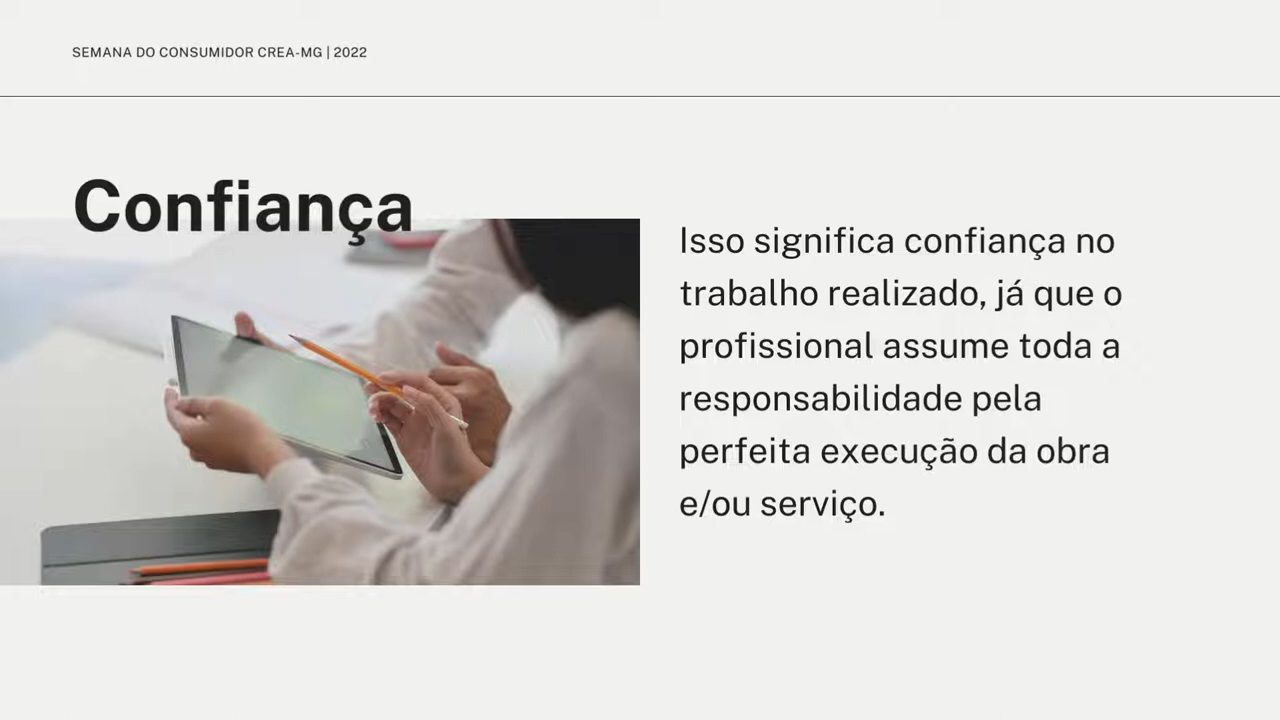 SEMANA DO CONSUMIDOR CREA-MG | 2022
Confiança
Isso significa confiança no
trabalho realizado, já que o
profissional assume toda a
responsabilidade pela
perfeita execução da obra
e/ou serviço.